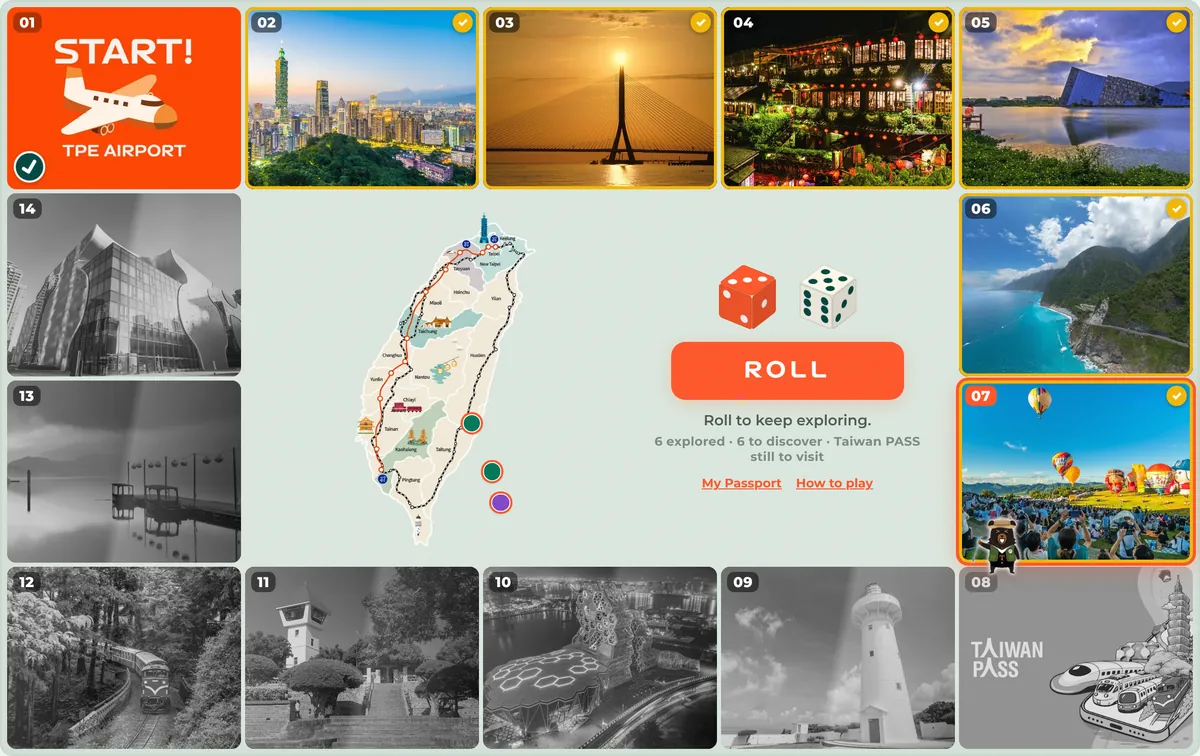 01
START!
TPE AIRPORT
02
03
04
05
14
06
Keelung
Taipei
New Taipei
Taoyuan
Hsinchu
Yilan
Miaoli
Taichung
Changhua
Hualien
Nantou
Yunlin
Chiayi
Tainan
Kaohsiung
Taitung
Pingtung
ROLL
Roll to keep exploring.
6 explored · 6 to discover · Taiwan PASS
still to visit
My Passport
How to play
13
07
12
11
10
09
08
TAIWAN
PASS